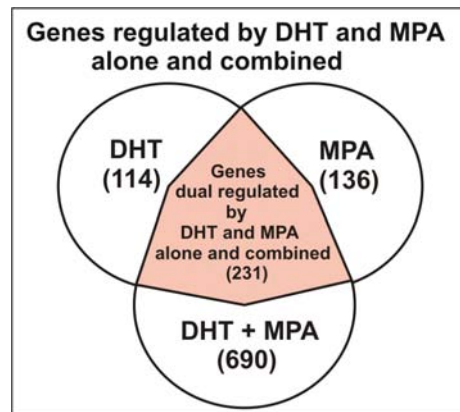 Genes regulated by DHT and MPA
alone and combined
DHT
(114)
MPA
(136)
Genes
dual regulated
by
DHT and MPA
alone and combined
(231)
DHT + MPA
(690)